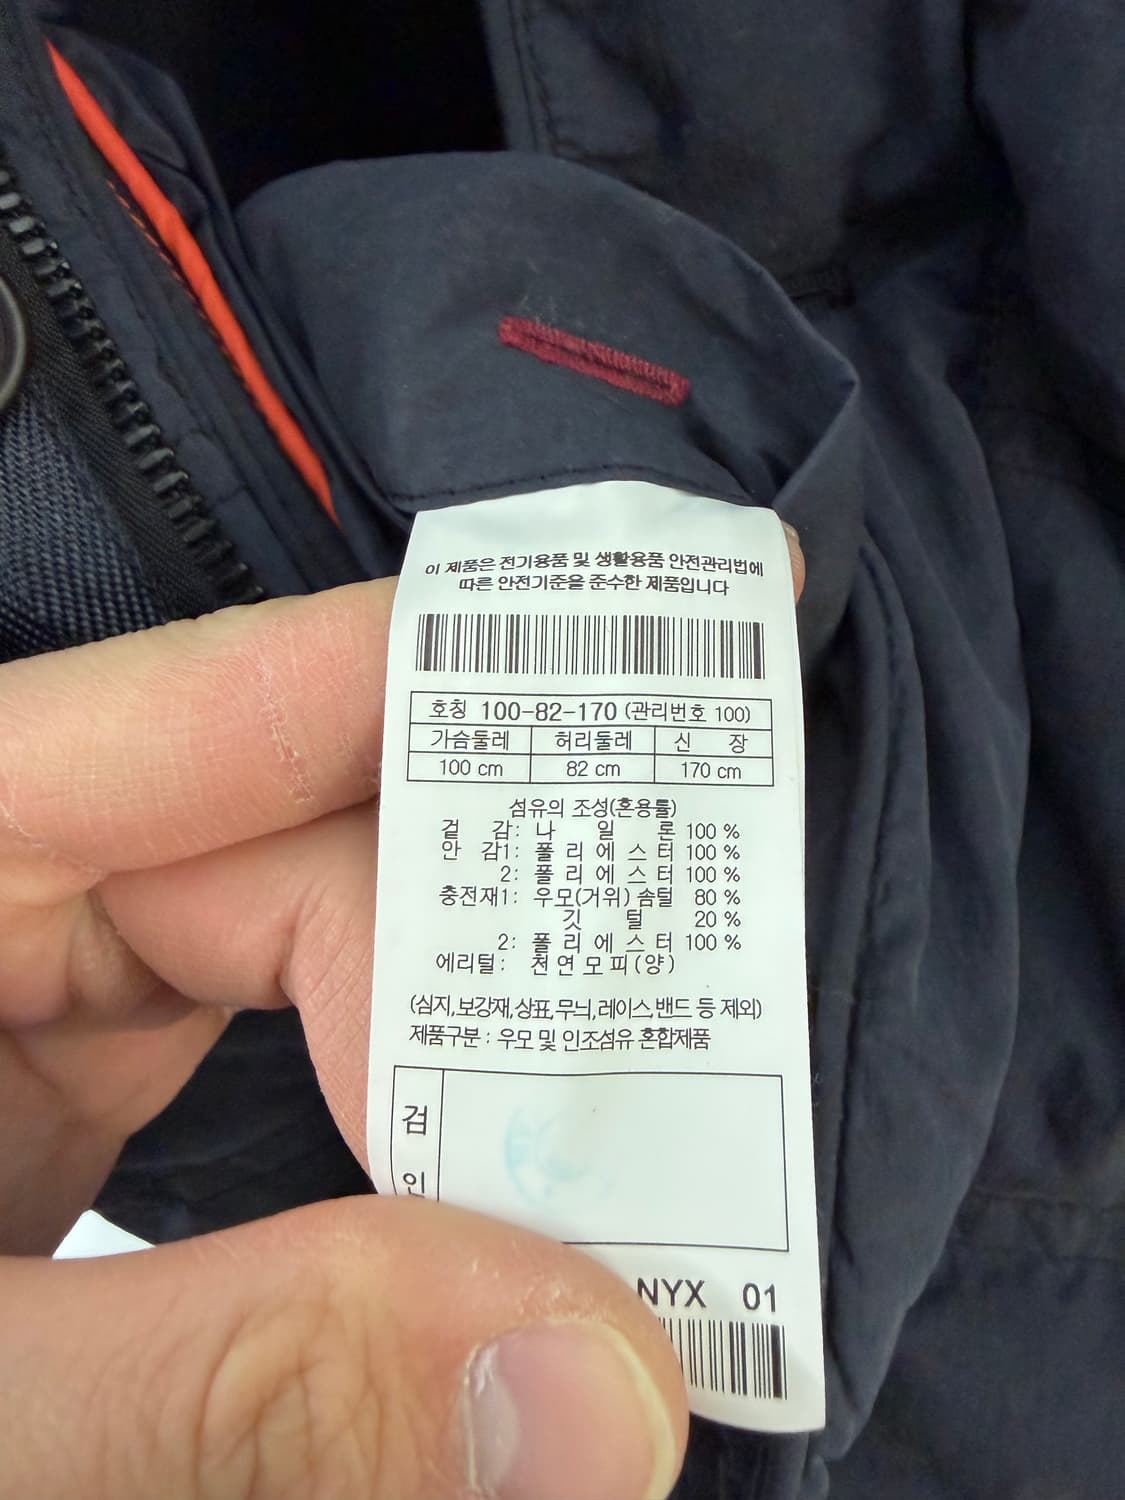 이 제품은 전기용품 및 생활용품 안전관리법에
따른 안전기준을 준수한 제품입니다
호칭 100-82-170 (관리번호 100)
가슴둘레 허리둘레 신 장
100 cm 82 cm 170 cm
섬유의 조성(혼용률)
겉 감: 나 일 론 100 %
안 감1: 폴 리 에 스 터 100 %
2: 폴 리 에 스 터 100 %
충전재1: 우모(거위) 솜털 80 %
깃 털 20 %
2: 폴 리 에 스 터 100 %
에리털: 천 연 모 피 (양)
(심지,보강재,상표,무늬,레이스,밴드 등 제외)
제품구분 : 우모 및 인조섬유 혼합제품
검
인
NYX 01